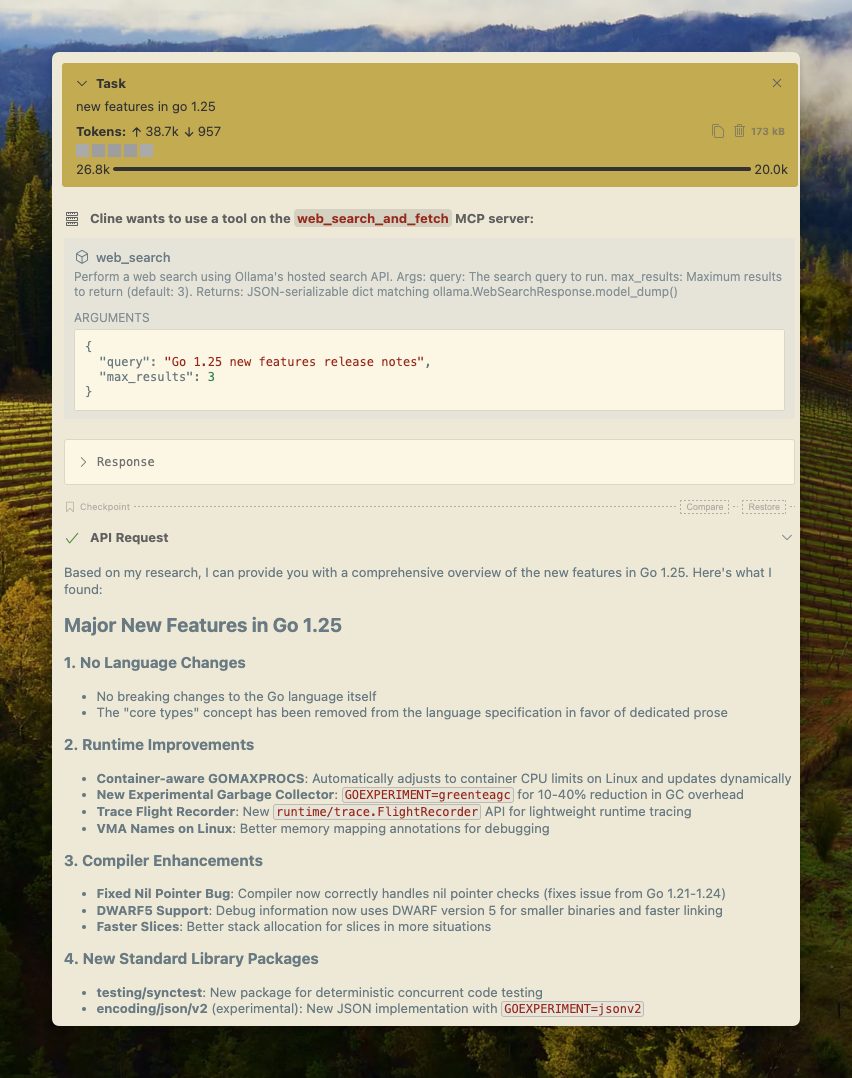 Task
new features in go 1.25
Tokens: ↑ 38.7k ↓ 957
173 kB
26.8k 20.0k
Cline wants to use a tool on the web_search_and_fetch MCP server:
web_search
Perform a web search using Ollama's hosted search API. Args: query: The search query to run. max_results: Maximum results
to return (default: 3). Returns: JSON-serializable dict matching ollama.WebSearchResponse.model_dump()
ARGUMENTS
{
"query": "Go 1.25 new features release notes",
"max_results": 3
}
Response
Checkpoint Compare Restore
API Request
Based on my research, I can provide you with a comprehensive overview of the new features in Go 1.25. Here's what I
found:
Major New Features in Go 1.25
1. No Language Changes
• No breaking changes to the Go language itself
• The "core types" concept has been removed from the language specification in favor of dedicated prose
2. Runtime Improvements
• Container-aware GOMAXPROCS: Automatically adjusts to container CPU limits on Linux and updates dynamically
• New Experimental Garbage Collector: GOEXPERIMENT=greenteagc for 10-40% reduction in GC overhead
• Trace Flight Recorder: New runtime/trace.FlightRecorder API for lightweight runtime tracing
• VMA Names on Linux: Better memory mapping annotations for debugging
3. Compiler Enhancements
• Fixed Nil Pointer Bug: Compiler now correctly handles nil pointer checks (fixes issue from Go 1.21-1.24)
• DWARF5 Support: Debug information now uses DWARF version 5 for smaller binaries and faster linking
• Faster Slices: Better stack allocation for slices in more situations
4. New Standard Library Packages
• testing/synctest: New package for deterministic concurrent code testing
• encoding/json/v2 (experimental): New JSON implementation with GOEXPERIMENT=jsonv2